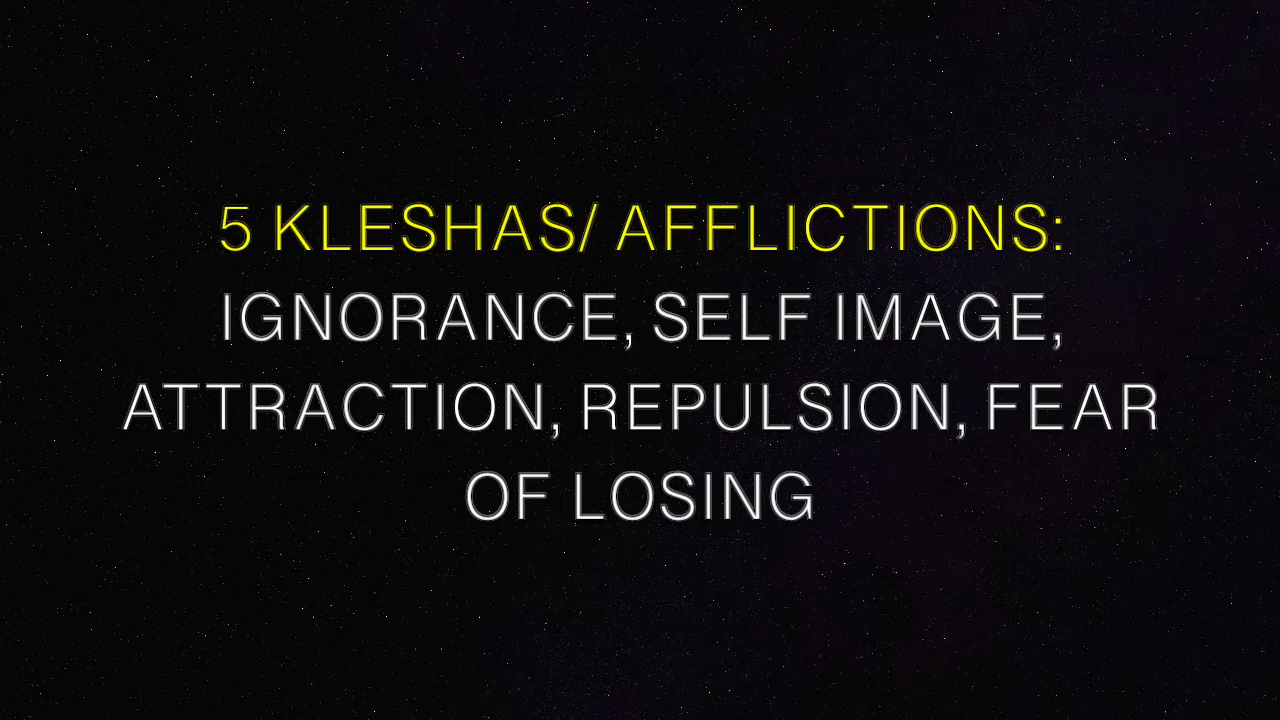 5 KLESHAS/ AFFLICTIONS:
IGNORANCE, SELF IMAGE,
ATTRACTION, REPULSION, FEAR
OF LOSING